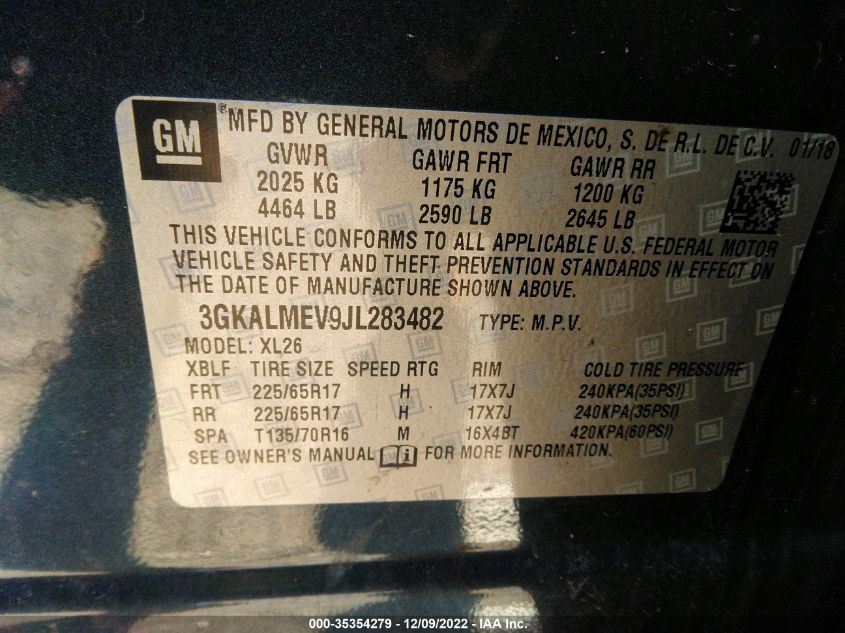 GM
® MFD BY GENERAL MOTORS DE MEXICO, S. DE R.L. DE C.V. 01/18
GVWR GAWR FRT GAWR RR
2025 KG 1175 KG 1200 KG
4464 LB 2590 LB 2645 LB
THIS VEHICLE CONFORMS TO ALL APPLICABLE U.S. FEDERAL MOTOR
VEHICLE SAFETY AND THEFT PREVENTION STANDARDS IN EFFECT ON
THE DATE OF MANUFACTURE SHOWN ABOVE.
3GKALMEV9JL283482 TYPE: M.P.V.
MODEL: XL26
XBLF TIRE SIZE SPEED RTG RIM COLD TIRE PRESSURE
FRT 225/65R17 H 17X7J 240KPA(35PSI)
RR 225/65R17 H 17X7J 240KPA(35PSI)
SPA T135/70R16 M 16X4BT 420KPA(60PSI)
SEE OWNER'S MANUAL i FOR MORE INFORMATION.
000-35354279 - 12/09/2022 - IAA Inc.